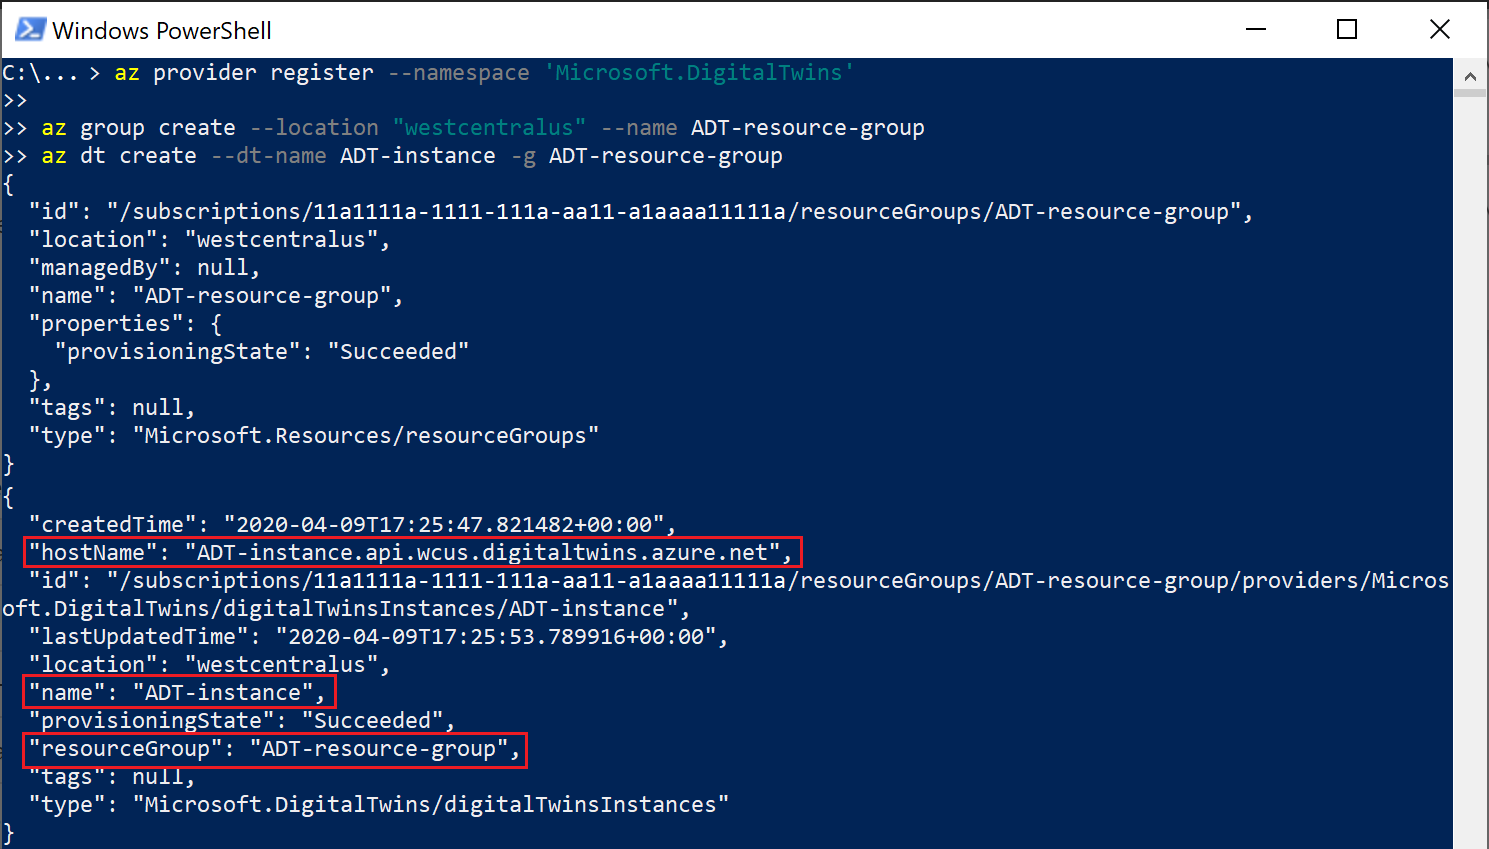 Windows PowerShell
C:\... > az provider register --namespace 'Microsoft.DigitalTwins'
>>
>> az group create --location "westcentralus" --name ADT-resource-group
>> az dt create --dt-name ADT-instance -g ADT-resource-group
{
  "id": "/subscriptions/11a1111a-1111-111a-aa11-a1aaaa11111a/resourceGroups/ADT-resource-group",
  "location": "westcentralus",
  "managedBy": null,
  "name": "ADT-resource-group",
  "properties": {
    "provisioningState": "Succeeded"
  },
  "tags": null,
  "type": "Microsoft.Resources/resourceGroups"
}
{
  "createdTime": "2020-04-09T17:25:47.821482+00:00",
  "hostName": "ADT-instance.api.wcus.digitaltwins.azure.net",
  "id": "/subscriptions/11a1111a-1111-111a-aa11-a1aaaa11111a/resourceGroups/ADT-resource-group/providers/Micros
oft.DigitalTwins/digitalTwinsInstances/ADT-instance",
  "lastUpdatedTime": "2020-04-09T17:25:53.789916+00:00",
  "location": "westcentralus",
  "name": "ADT-instance",
  "provisioningState": "Succeeded",
  "resourceGroup": "ADT-resource-group",
  "tags": null,
  "type": "Microsoft.DigitalTwins/digitalTwinsInstances"
}